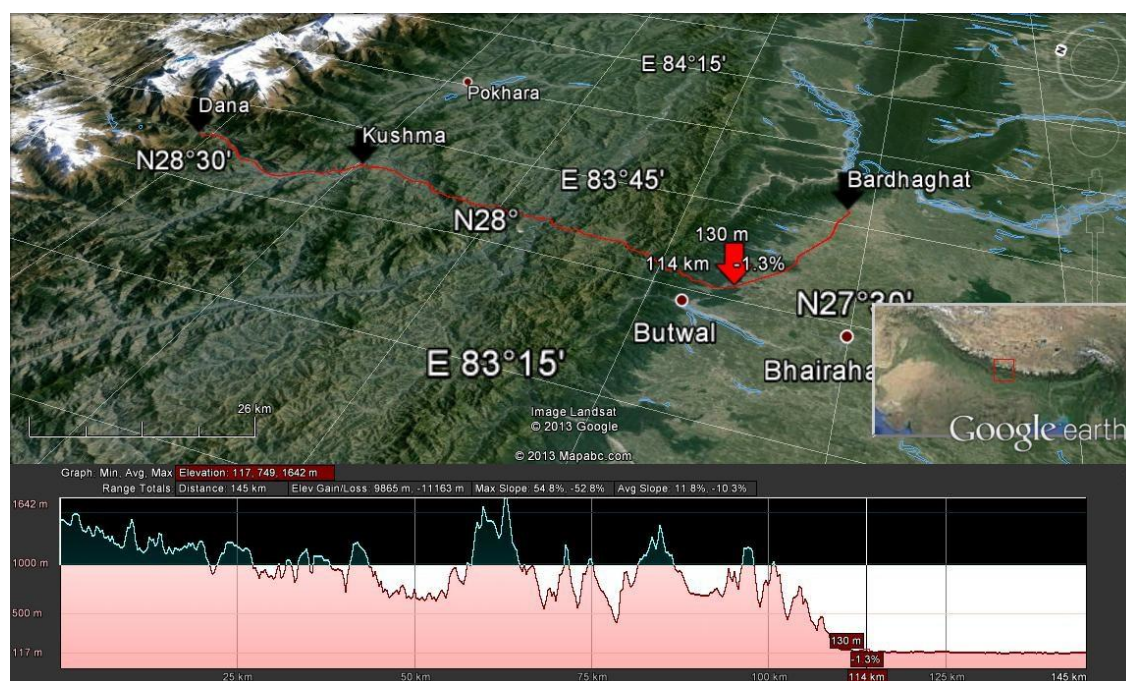 N
E 84°15'
Pokhara
Dana
Kushma
N28°30'
E 83°45'
Bardhaghat
N28°
130 m
114 km
-1.3%
N27°30'
Butwal
E 83°15'
Bhairaha
26 km
Image Landsat
© 2013 Google
© 2013 Mapabc.com
Google earth
Graph: Min, Avg, Max Elevation: 117, 749, 1642 m
Range Totals: Distance: 145 km Elev Gain/Loss: 9865 m, -11163 m Max Slope: 54.8%, -52.8% Avg Slope: 11.8%, -10.3%
1642 m
1000 m
500 m
117 m
130 m
-1.3%
25 km 50 km 75 km 100 km 114 km 125 km 145 km